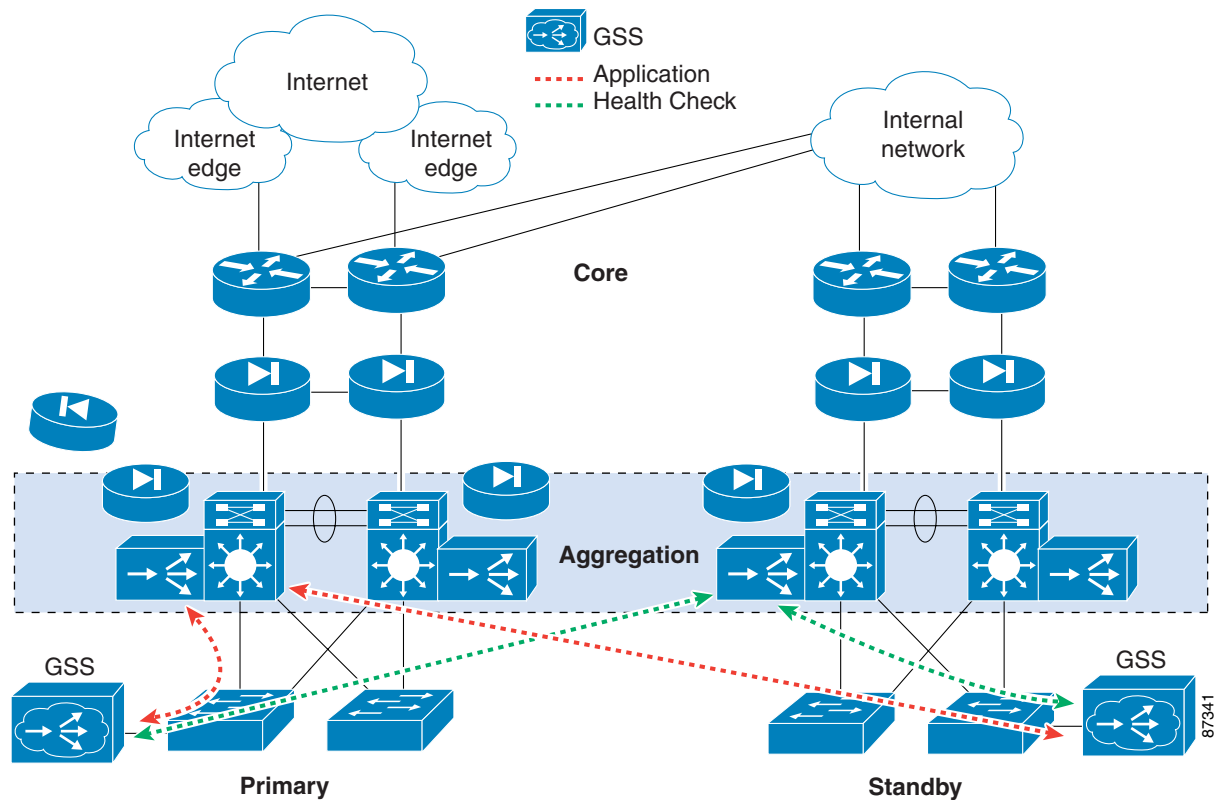 GSS
Application
Health Check
Internet
Internet
edge
Internet
edge
Internal
network
Core
Aggregation
GSS
GSS
87341
Primary
Standby